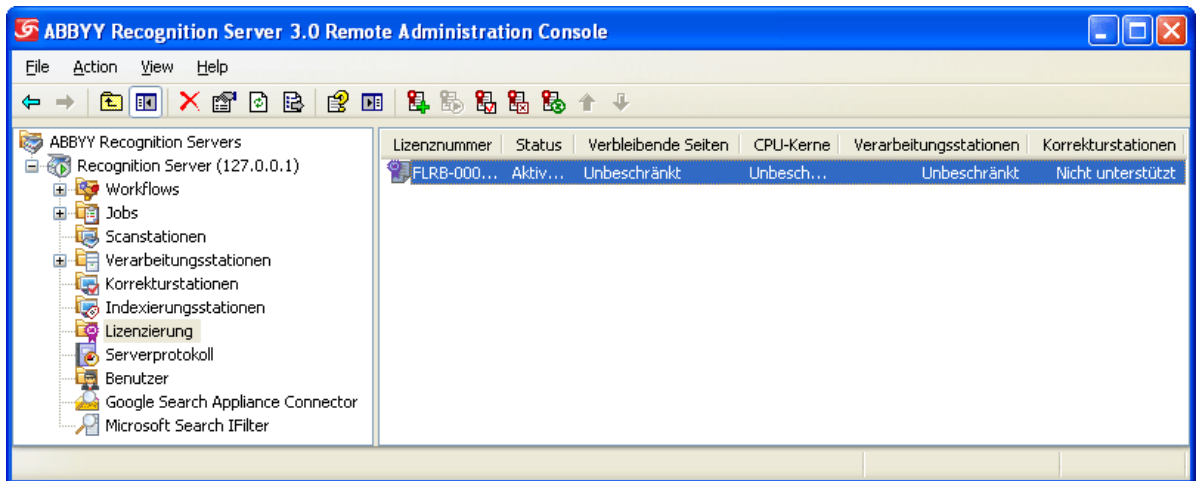 ABBYY Recognition Server 3.0 Remote Administration Console
File Action View Help
ABBYY Recognition Servers
Recognition Server (127.0.0.1)
Workflows
Jobs
Scanstationen
Verarbeitungsstationen
Korrekturstationen
Indexierungsstationen
Lizenzierung
Serverprotokoll
Benutzer
Google Search Appliance Connector
Microsoft Search IFilter
Lizenznummer Status Verbleibende Seiten CPU-Kerne Verarbeitungsstationen Korrekturstationen
FLRB-000... Aktiv... Unbeschränkt Unbesch... Unbeschränkt Nicht unterstützt